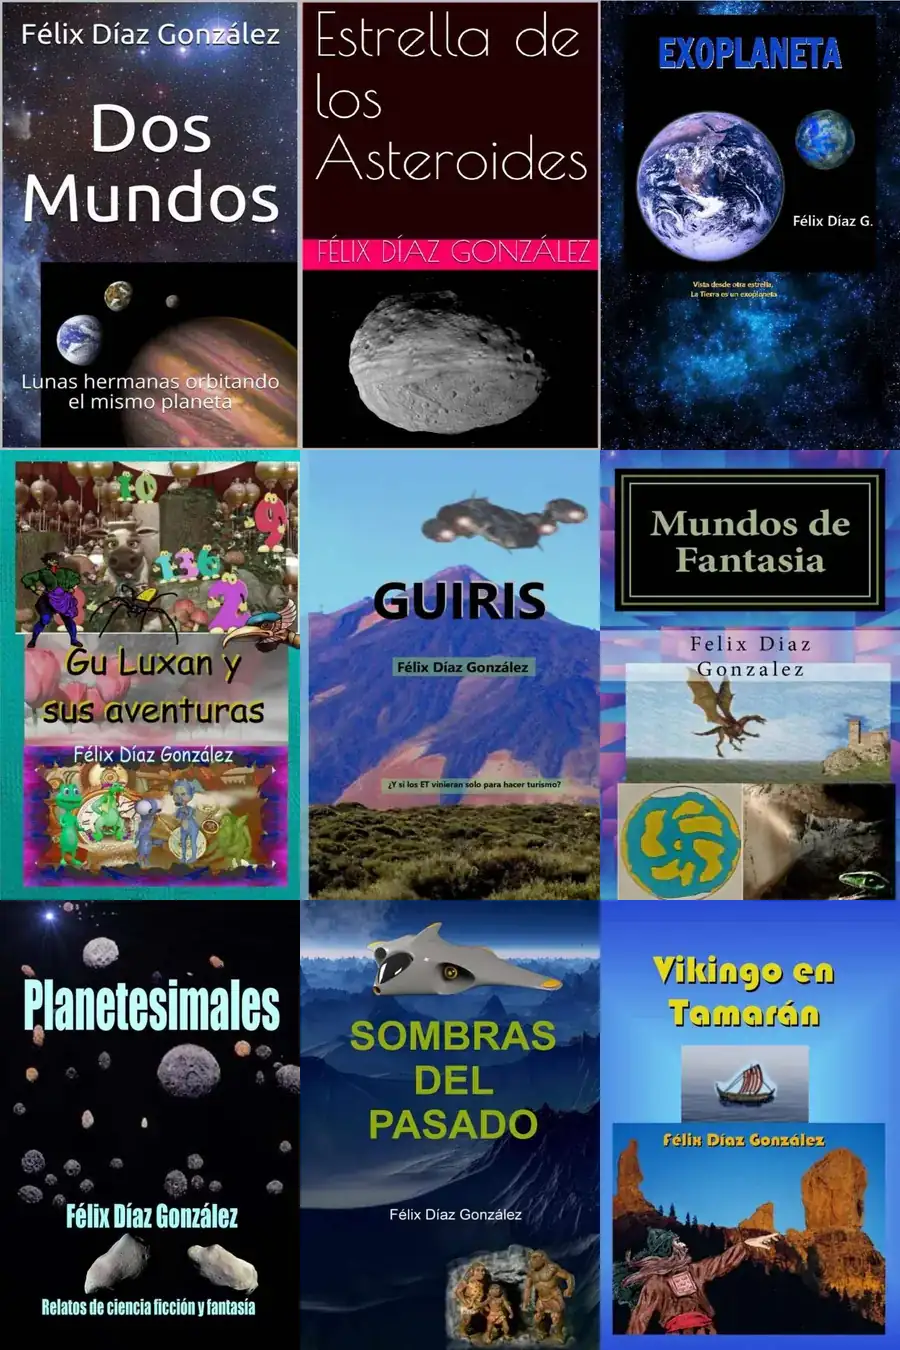 Félix Díaz González
Dos
Mundos
Lunas hermanas orbitando
el mismo planeta
Estrella de
los
Asteroides
FÉLIX DÍAZ GONZÁLEZ
EXOPLANETA
Félix Díaz G.
Vista desde otra estrella,
La Tierra es un exoplaneta
10
9
136
2
Gu Luxan y
sus aventuras
Félix Díaz González
GUIRIS
Félix Díaz González
¿Y si los ET vinieran solo para hacer turismo?
Mundos de
Fantasia
Felix Diaz
Gonzalez
Planetesimales
Félix Díaz González
Relatos de ciencia ficción y fantasía
SOMBRAS
DEL
PASADO
Félix Díaz González
Vikingo en
Tamarán
Félix Díaz González